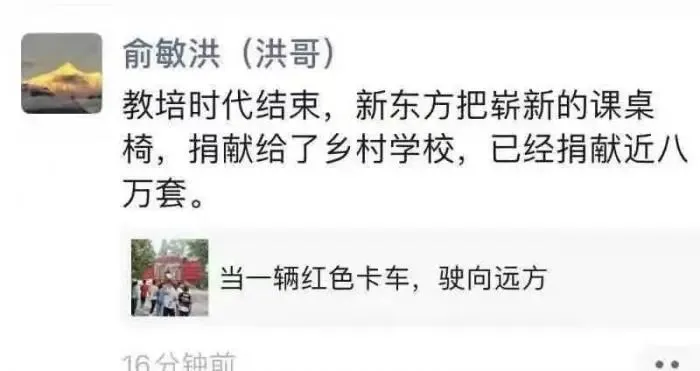 俞敏洪（洪哥）
教培时代结束，新东方把崭新的课桌
椅，捐献给了乡村学校，已经捐献近八
万套。
当一辆红色卡车，驶向远方
16分钟前